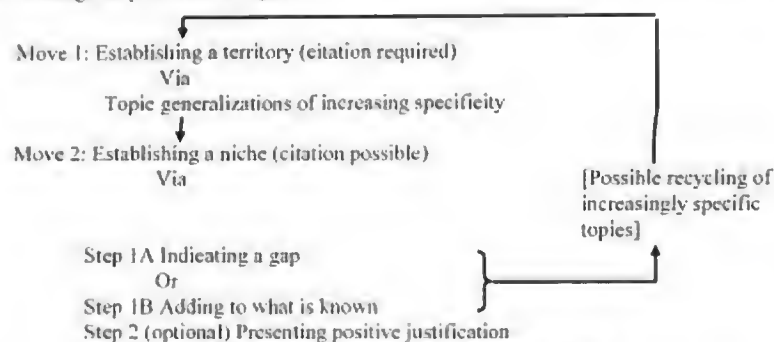 Move 1: Establishing a territory (citation required)
Via
Topic generalizations of increasing specificity
Move 2: Establishing a niche (citation possible)
Via
[Possible recycling of
increasingly specific
topics]
Step 1A Indicating a gap
Or
Step 1B Adding to what is known
Step 2 (optional) Presenting positive justification